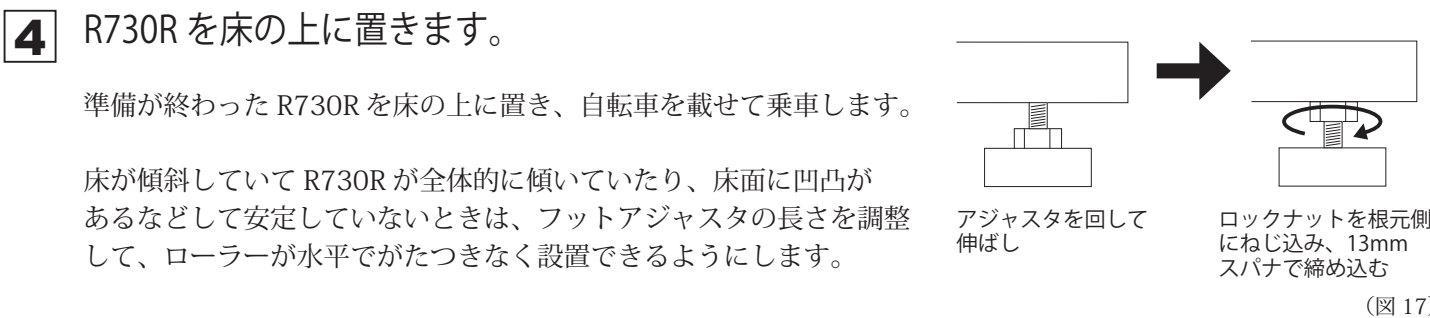 4 R730R を床の上に置きます。
準備が終わった R730R を床の上に置き、自転車を載せて乗車します。
床が傾斜していて R730R が全体的に傾いていたり、床面に凹凸が
あるなどして安定していないときは、フットアジャスタの長さを調整
して、ローラーが水平でがたつきなく設置できるようにします。
アジャスタを回して
伸ばし
ロックナットを根元側
にねじ込み、13mm
スパナで締め込む
(図 17)